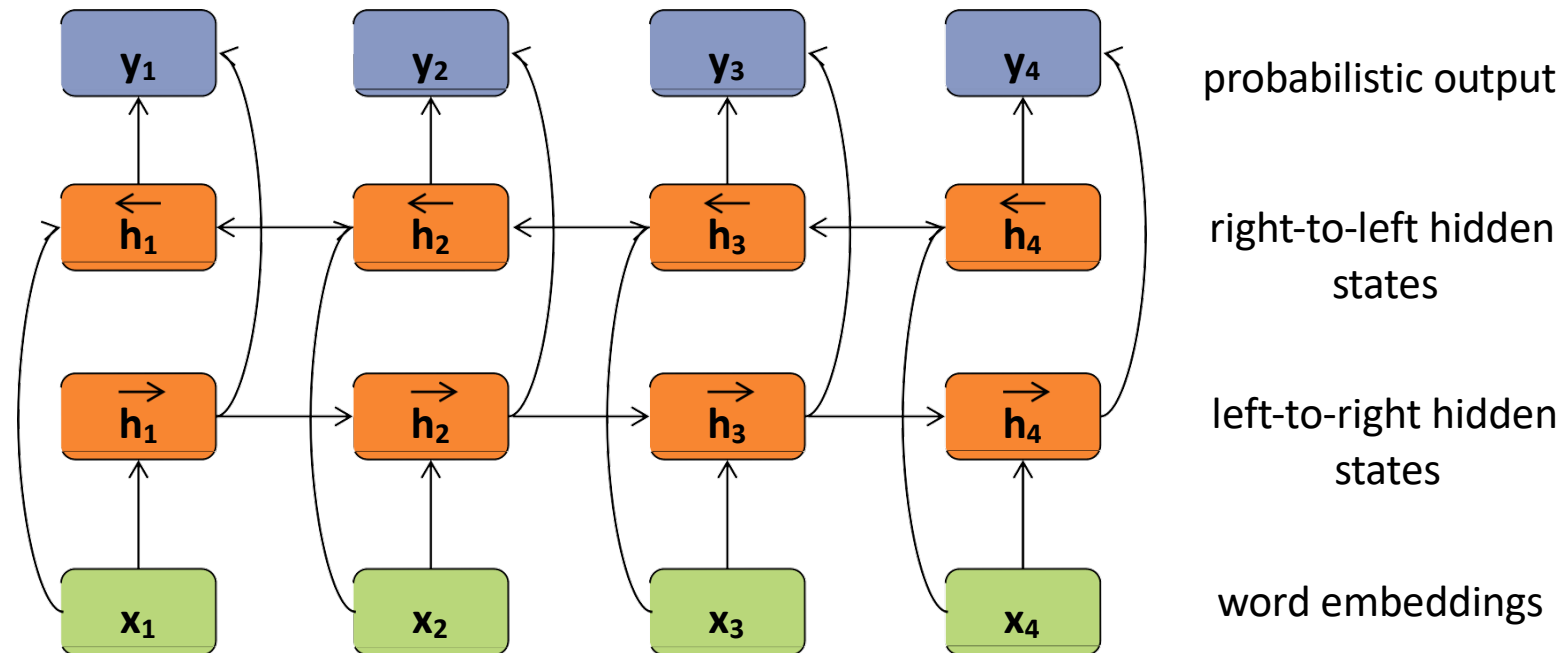 y₁ y₂ y₃ y₄ probabilistic output
←h₁ ←h₂ ←h₃ ←h₄ right-to-left hidden
states
→h₁ →h₂ →h₃ →h₄ left-to-right hidden
states
x₁ x₂ x₃ x₄ word embeddings